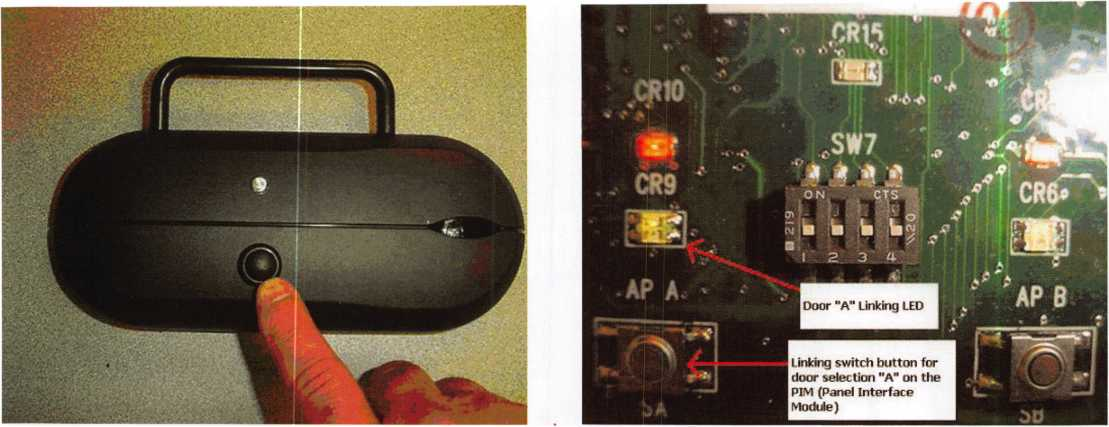 CR15
CR10
CR
SW7
CR9
CR6
ON CTS
219
1 2 3 4
AP A
AP B
Door "A" Linking LED
Linking switch button for
door selection "A" on the
PIM (Panel Interface
Module)
SA
SB